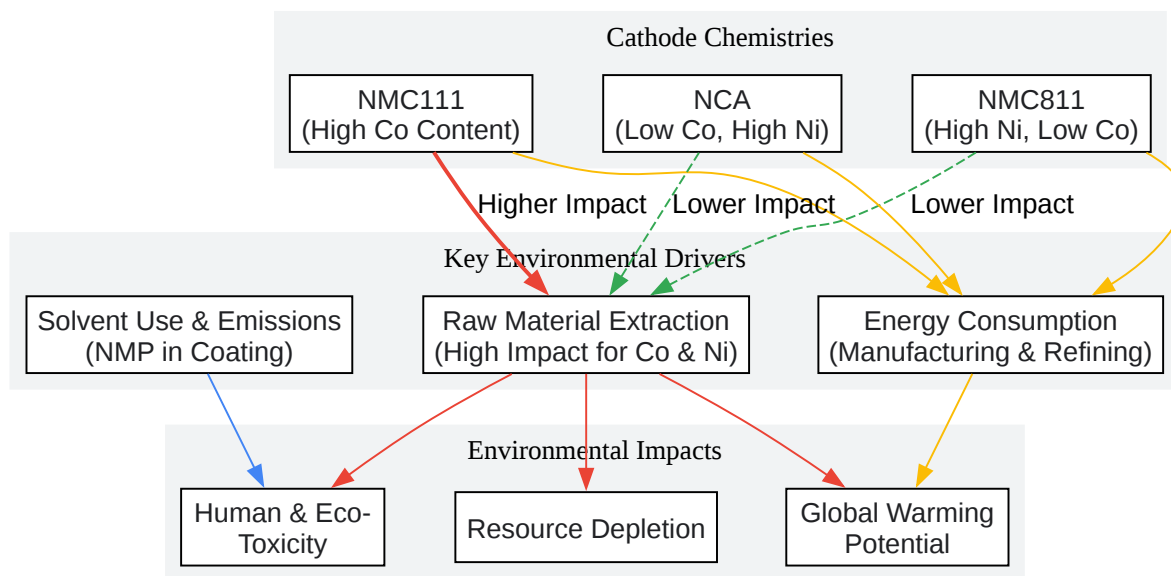 Cathode Chemistries
NMC111
(High Co Content)
NCA
(Low Co, High Ni)
NMC811
(High Ni, Low Co)
Higher Impact
Lower Impact
Lower Impact
Key Environmental Drivers
Solvent Use & Emissions
(NMP in Coating)
Raw Material Extraction
(High Impact for Co & Ni)
Energy Consumption
(Manufacturing & Refining)
Environmental Impacts
Human & Eco-
Toxicity
Resource Depletion
Global Warming
Potential